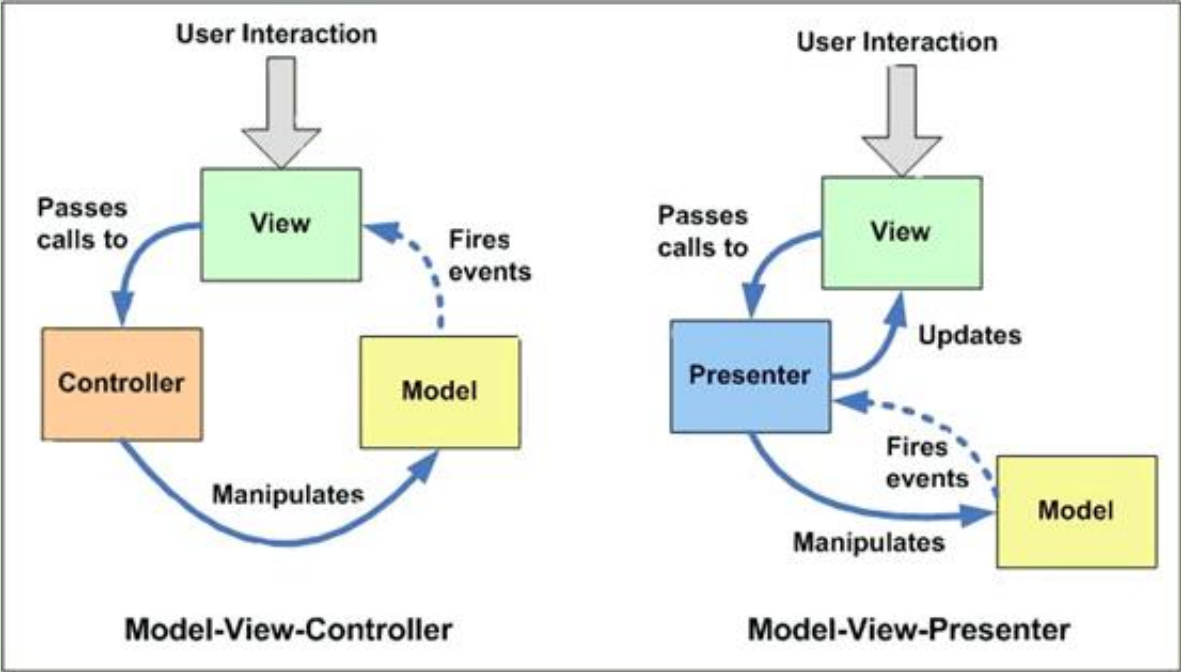 User Interaction
Passes
calls to
View
Fires
events
Controller
Model
Manipulates
Model-View-Controller
User Interaction
Passes
calls to
View
Updates
Presenter
Fires
events
Model
Manipulates
Model-View-Presenter